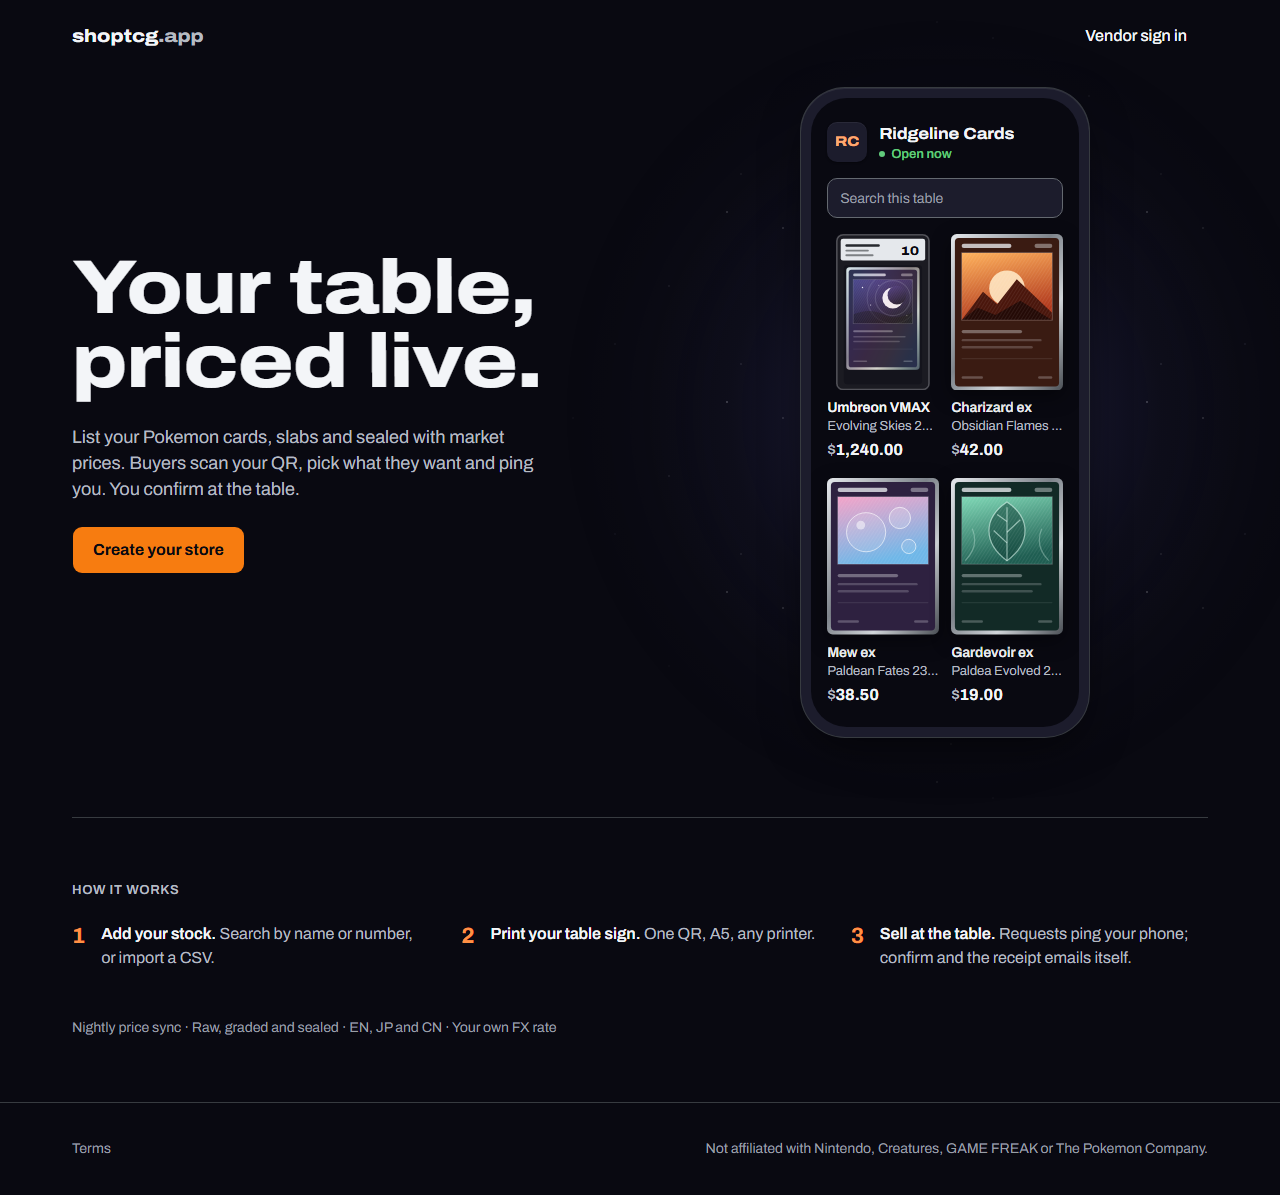 shoptcg.app
Vendor sign in
Your table,
priced live.
List your Pokemon cards, slabs and sealed with market
prices. Buyers scan your QR, pick what they want and ping
you. You confirm at the table.
Create your store
RC
Ridgeline Cards
Open now
Search this table
10
Umbreon VMAX
Evolving Skies 2...
$1,240.00
Charizard ex
Obsidian Flames ...
$42.00
Mew ex
Paldean Fates 23...
$38.50
Gardevoir ex
Paldea Evolved 2...
$19.00
HOW IT WORKS
1 Add your stock. Search by name or number,
or import a CSV.
2 Print your table sign. One QR, A5, any printer.
3 Sell at the table. Requests ping your phone;
confirm and the receipt emails itself.
Nightly price sync · Raw, graded and sealed · EN, JP and CN · Your own FX rate
Terms
Not affiliated with Nintendo, Creatures, GAME FREAK or The Pokemon Company.